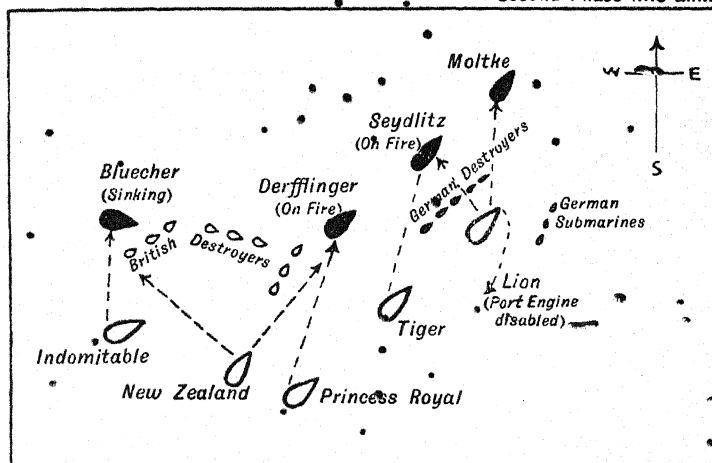 Moltke
W E
S
Seydlitz
(On Fire)
German Destroyers
Bluecher
(Sinking)
Derfflinger
(On Fire)
British Destroyers
German
Submarines
Lion
(Port Engine
disabled)
Tiger
Indomitable
New Zealand
Princess Royal